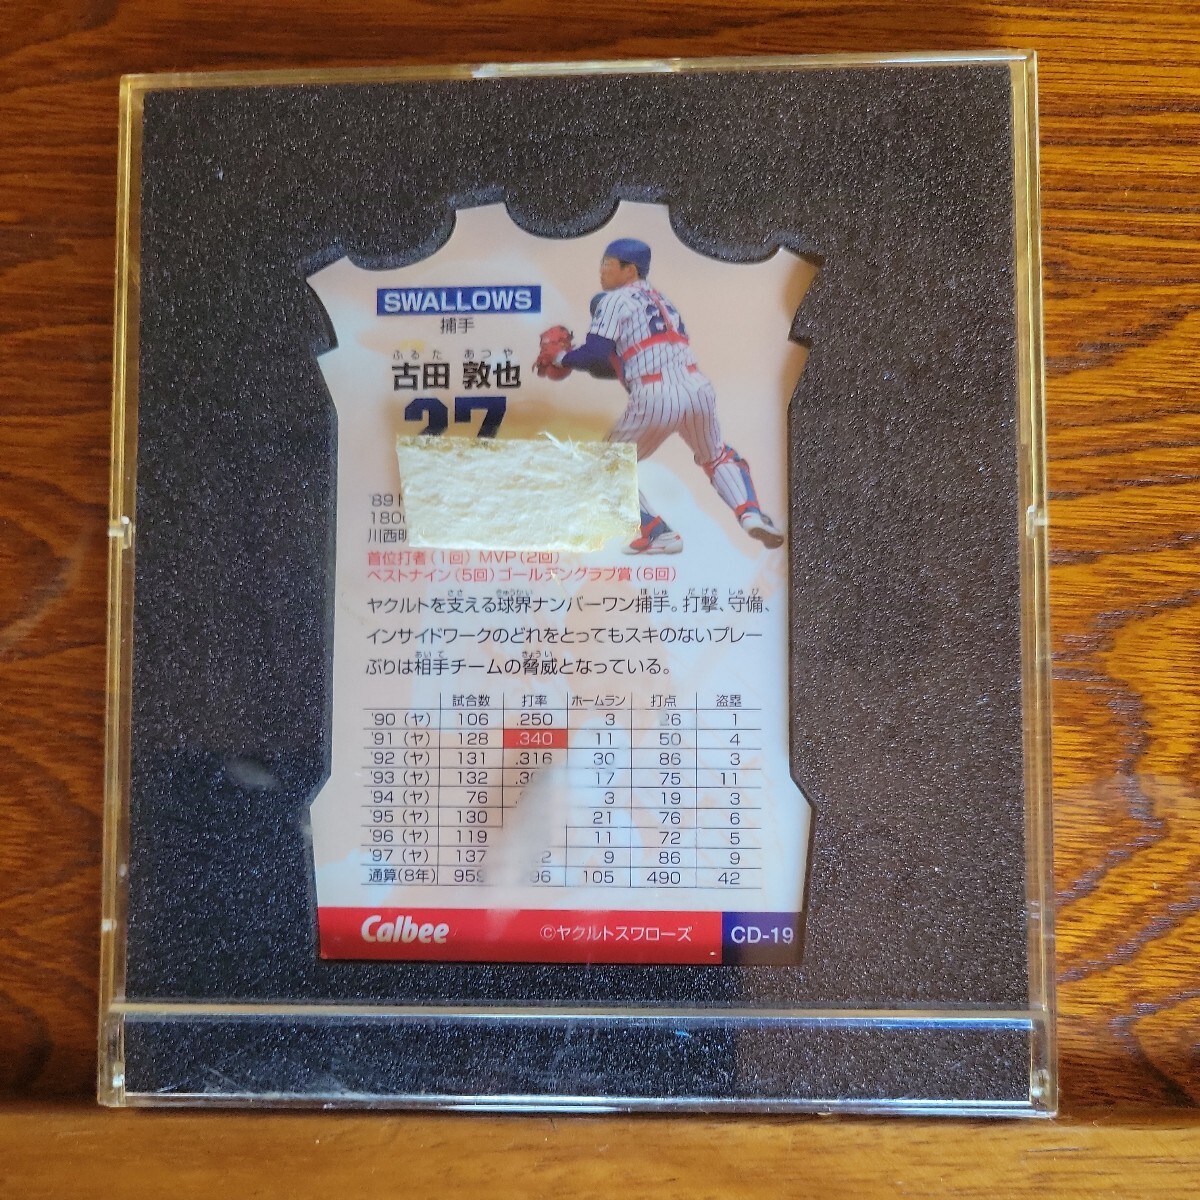 SWALLOWS
捕手
ふるた あつや
古田 敦也
27
'89
180
川西明
首位打者(1回) MVP(2回)
ベストナイン(5回) ゴールデングラブ賞(6回)
ヤクルトを支える球界ナンバーワン捕手。打撃、守備、
インサイドワークのどれをとってもスキのないプレー
ぶりは相手チームの脅威となっている。
試合数 打率 ホームラン 打点 盗塁
'90(ヤ) 106 .250 3 26 1
'91(ヤ) 128 .340 11 50 4
'92(ヤ) 131 .316 30 86 3
'93(ヤ) 132 17 75 11
'94(ヤ) 76 3 19 3
'95(ヤ) 130 21 76 6
'96(ヤ) 119 11 72 5
'97(ヤ) 137 9 86 9
通算(8年) 959 105 490 42
Calbee ©ヤクルトスワローズ CD-19